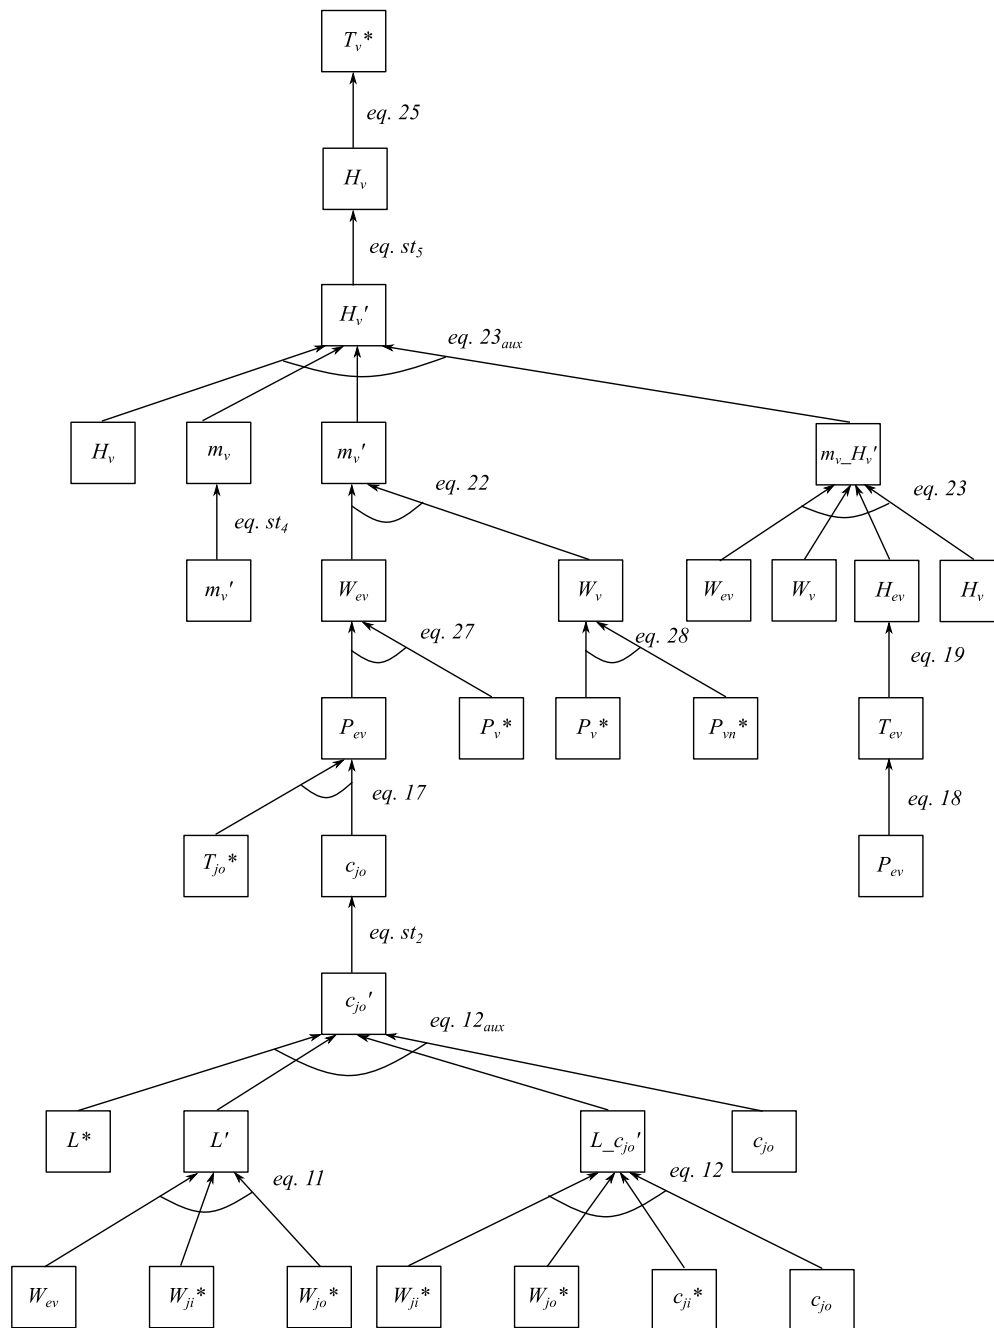 T_v*
eq. 25
H_v
eq. st_5
H_v'
eq. 23_aux
H_v
m_v
m_v'
m_v_H_v'
eq. 22
eq. 23
eq. st_4
m_v'
W_ev
W_v
W_ev
W_v
H_ev
H_v
eq. 27
eq. 28
eq. 19
P_ev
P_v*
P_v*
P_vn*
T_ev
eq. 17
eq. 18
T_jo*
c_jo
P_ev
eq. st_2
c_jo'
eq. 12_aux
L*
L'
L_c_jo'
c_jo
eq. 11
eq. 12
W_ev
W_ji*
W_jo*
W_ji*
W_jo*
c_ji*
c_jo